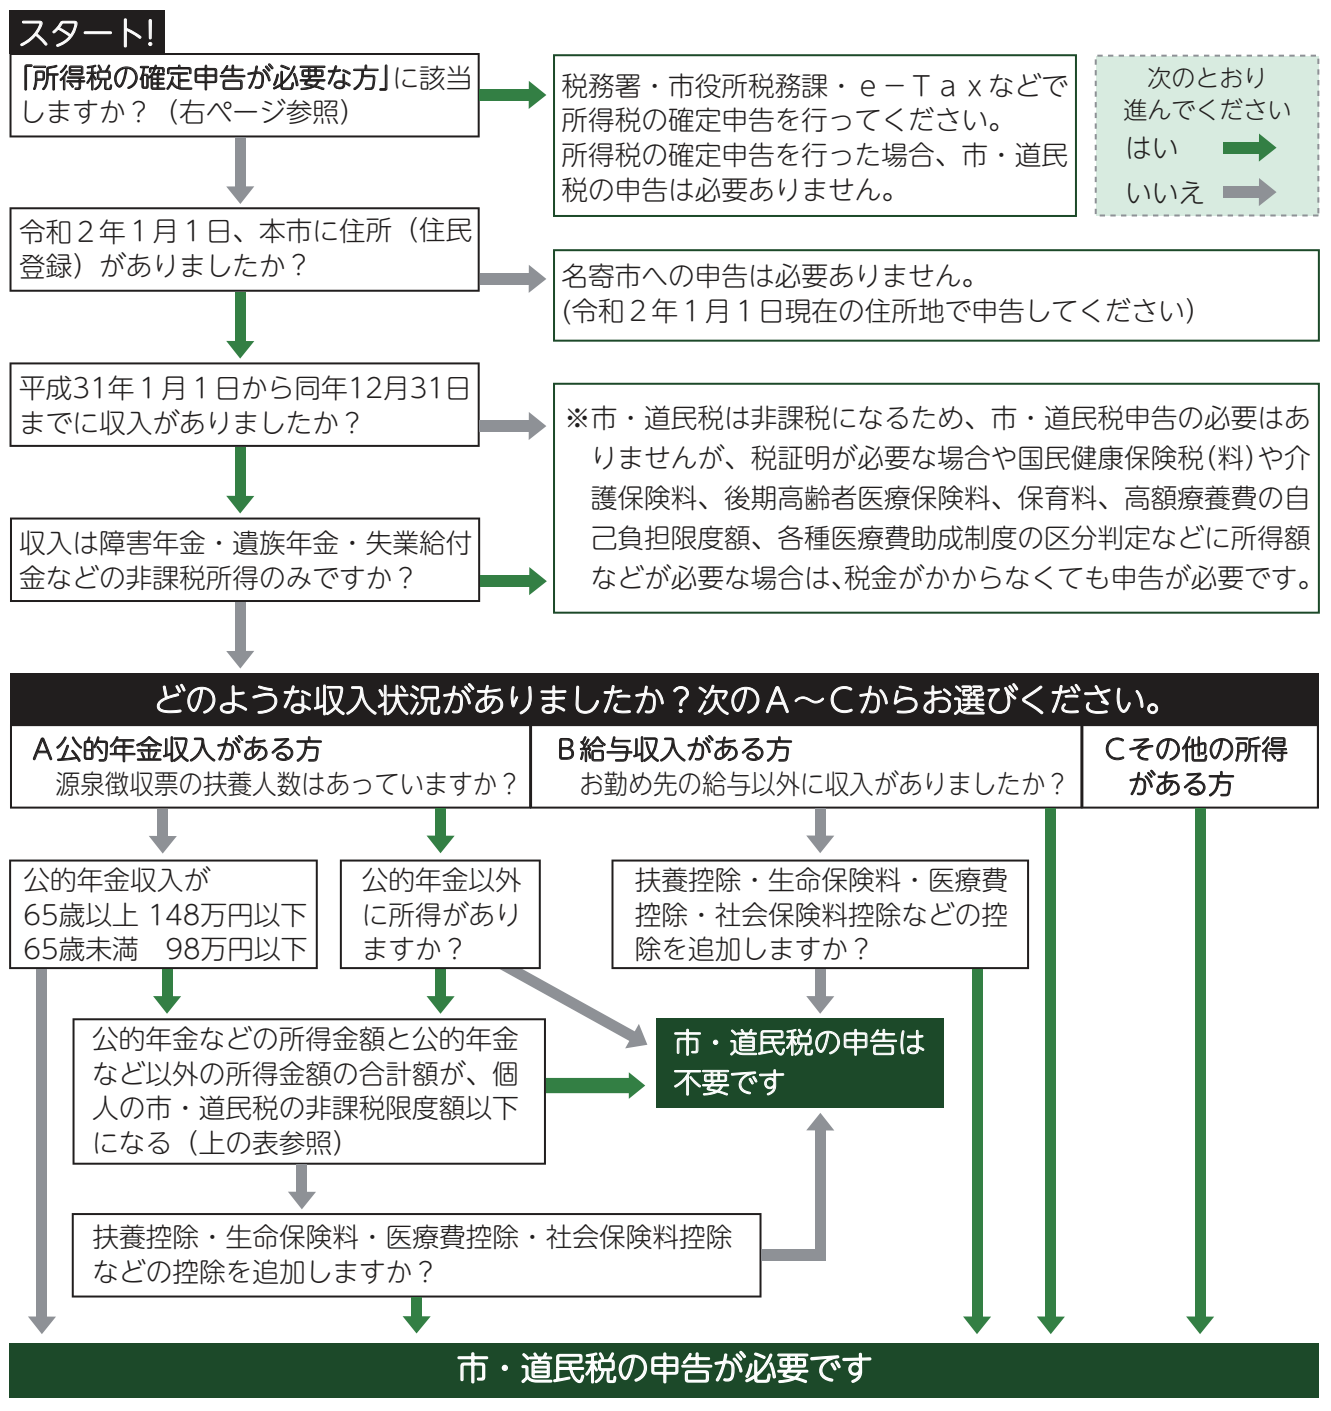 スタート!
「所得税の確定申告が必要な方」に該当
しますか？（右ページ参照）
税務署・市役所税務課・ｅ－Ｔａｘなどで
所得税の確定申告を行ってください。
所得税の確定申告を行った場合、市・道民
税の申告は必要ありません。
次のとおり
進んでください
はい
いいえ
令和２年１月１日、本市に住所（住民
登録）がありましたか？
名寄市への申告は必要ありません。
(令和２年１月１日現在の住所地で申告してください）
平成31年１月１日から同年12月31日
までに収入がありましたか？
※市・道民税は非課税になるため、市・道民税申告の必要はあ
りませんが、税証明が必要な場合や国民健康保険税(料)や介
護保険料、後期高齢者医療保険料、保育料、高額療養費の自
己負担限度額、各種医療費助成制度の区分判定などに所得額
などが必要な場合は、税金がかからなくても申告が必要です。
収入は障害年金・遺族年金・失業給付
金などの非課税所得のみですか？
どのような収入状況がありましたか？次のＡ～Ｃからお選びください。
Ａ公的年金収入がある方
源泉徴収票の扶養人数はあっていますか？
Ｂ給与収入がある方
お勤め先の給与以外に収入がありましたか？
Ｃその他の所得
がある方
公的年金収入が
65歳以上 148万円以下
65歳未満　98万円以下
公的年金以外
に所得があり
ますか？
扶養控除・生命保険料・医療費
控除・社会保険料控除などの控
除を追加しますか？
公的年金などの所得金額と公的年金
など以外の所得金額の合計額が、個
人の市・道民税の非課税限度額以下
になる（上の表参照）
市・道民税の申告は
不要です
扶養控除・生命保険料・医療費控除・社会保険料控除
などの控除を追加しますか？
市・道民税の申告が必要です